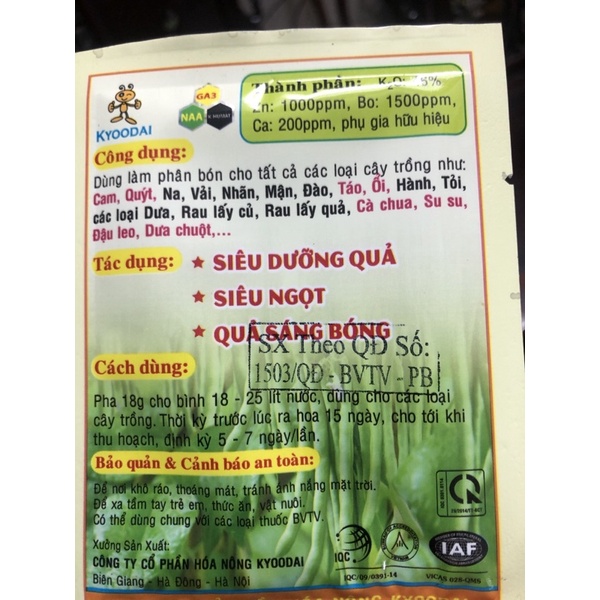 KYOODAI
GA3
NAA
Thành phần: K₂O: 5%
Zn: 1000ppm, Bo: 1500ppm,
Ca: 200ppm, phụ gia hữu hiệu
Công dụng:
Dùng làm phân bón cho tất cả các loại cây trồng như:
Cam, Quýt, Na, Vải, Nhãn, Mận, Đào, Táo, Ổi, Hành, Tỏi,
các loại Dưa, Rau lấy củ, Rau lấy quả, Cà chua, Su su,
Đậu leo, Dưa chuột,...
Tác dụng: ★ SIÊU DƯỠNG QUẢ
★ SIÊU NGỌT
★ QUẢ SÁNG BÓNG
SX Theo QĐ Số:
1503/QĐ - BVTV - PB
Cách dùng:
Pha 18g cho bình 18 - 25 lít nước, dùng cho các loại
cây trồng. Thời kỳ trước lúc ra hoa 15 ngày, cho tới khi
thu hoạch, định kỳ 5 - 7 ngày/lần.
Bảo quản & Cảnh báo an toàn:
Để nơi khô ráo, thoáng mát, tránh ánh nắng mặt trời.
Để xa tầm tay trẻ em, thức ăn, vật nuôi.
Có thể dùng chung với các loại thuốc BVTV.
Xưởng Sản Xuất:
CÔNG TY CỔ PHẦN HÓA NÔNG KYOODAI
Biên Giang - Hà Đông - Hà Nội
IQC
IQC/09/0391-14
IAF
VICAS 028-QMS